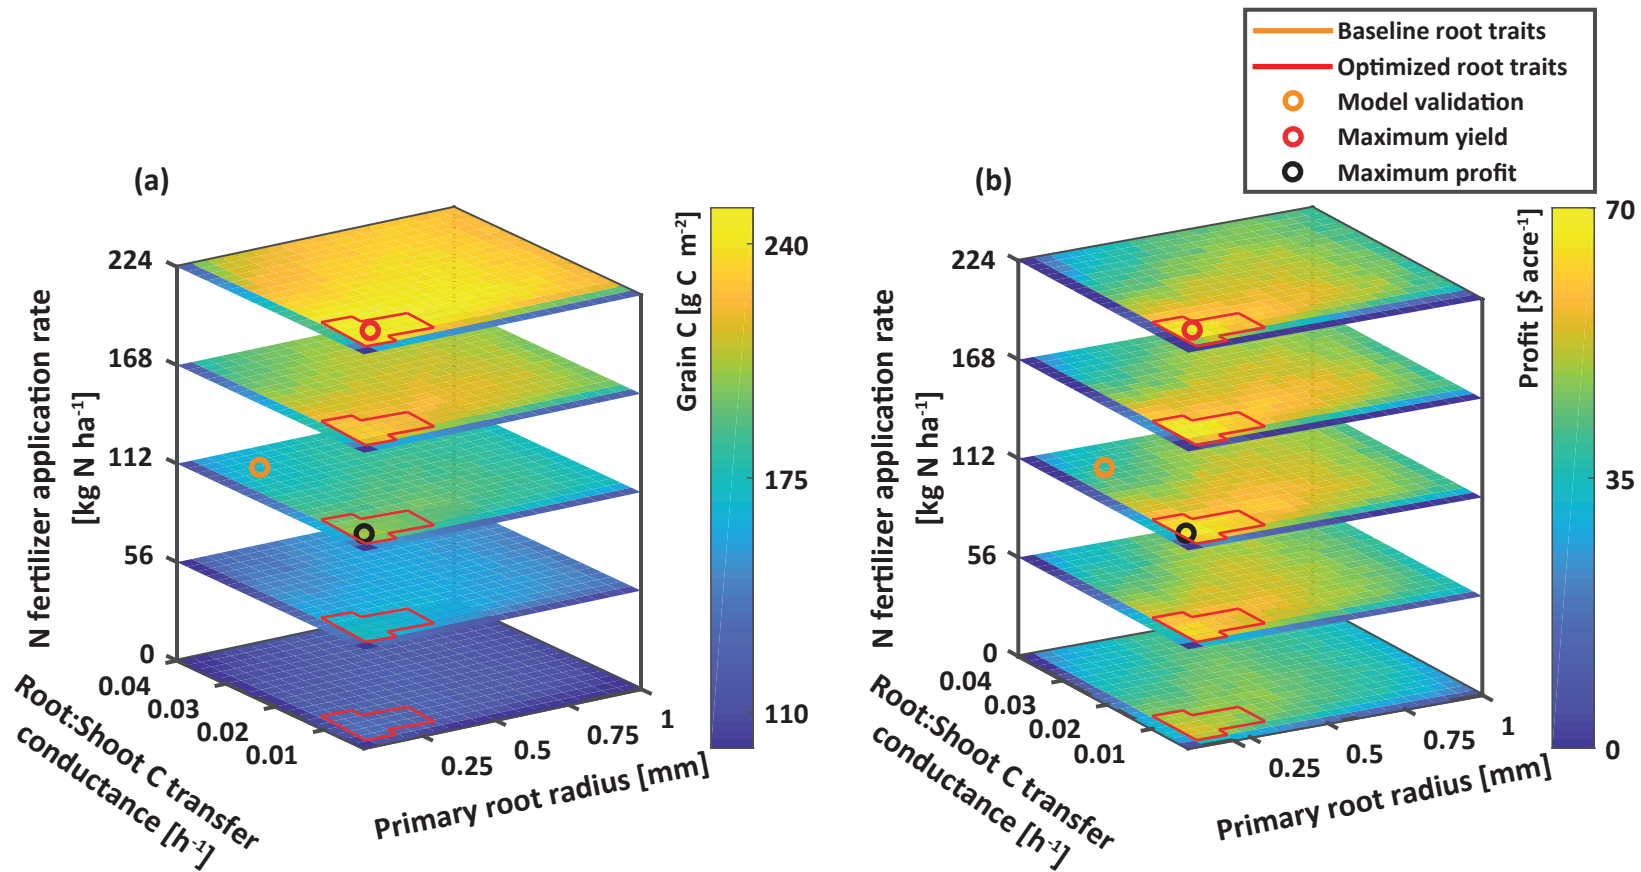 Baseline root traits
Optimized root traits
Model validation
Maximum yield
Maximum profit
(a)
N fertilizer application rate
[kg N ha⁻¹]
224
168
112
56
0
0.04
0.03
0.02
0.01
Root::Shoot C transfer
conductance [h⁻¹]
0.25
0.5
0.75
1
Primary root radius [mm]
Grain C [g C m⁻²]
240
175
110
(b)
N fertilizer application rate
[kg N ha⁻¹]
224
168
112
56
0
0.04
0.03
0.02
0.01
Root::Shoot C transfer
conductance [h⁻¹]
0.25
0.5
0.75
1
Primary root radius [mm]
Profit [$ acre⁻¹]
70
35
0